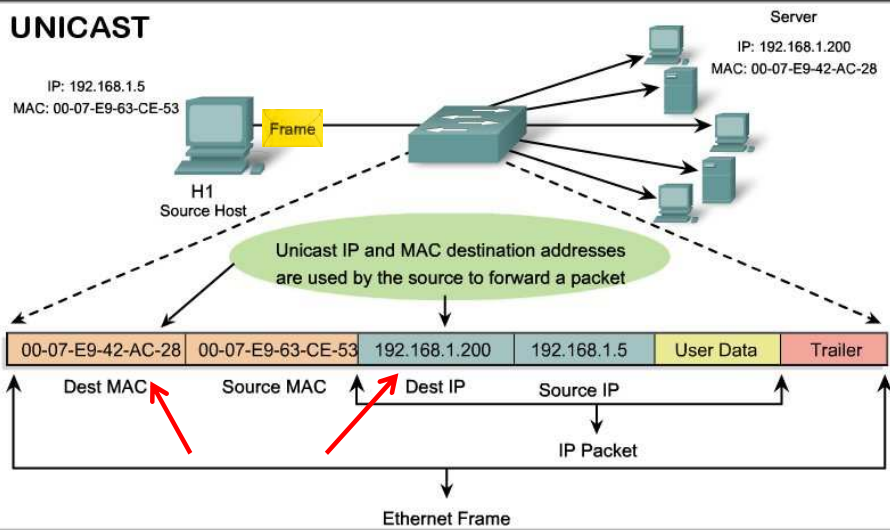 UNICAST
Server
IP: 192.168.1.200
MAC: 00-07-E9-42-AC-28
IP: 192.168.1.5
MAC: 00-07-E9-63-CE-53
Frame
H1
Source Host
Unicast IP and MAC destination addresses
are used by the source to forward a packet
00-07-E9-42-AC-28 00-07-E9-63-CE-53 192.168.1.200 192.168.1.5 User Data Trailer
Dest MAC Source MAC Dest IP Source IP
IP Packet
Ethernet Frame